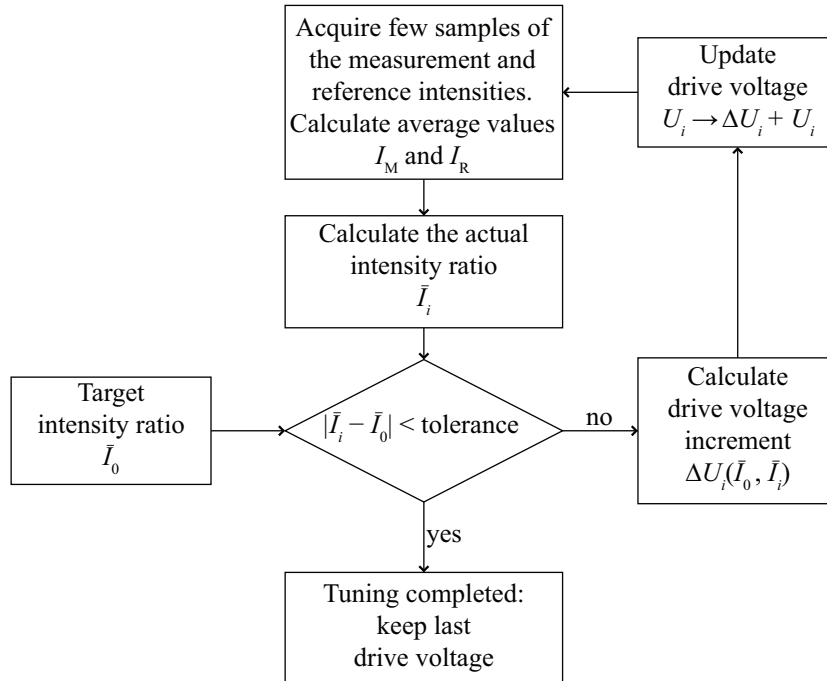 Acquire few samples of
the measurement and
reference intensities.
Calculate average values
I_M and I_R
Update
drive voltage
U_i → ΔU_i + U_i
Calculate the actual
intensity ratio
Ī_i
Target
intensity ratio
Ī_0
|Ī_i − Ī_0| < tolerance
no
Calculate
drive voltage
increment
ΔU_i(Ī_0, Ī_i)
yes
Tuning completed:
keep last
drive voltage